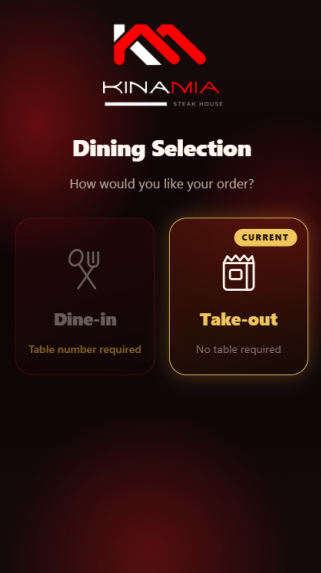 KINAMIA
STEAK HOUSE
Dining Selection
How would you like your order?
CURRENT
Dine-in
Table number required
Take-out
No table required